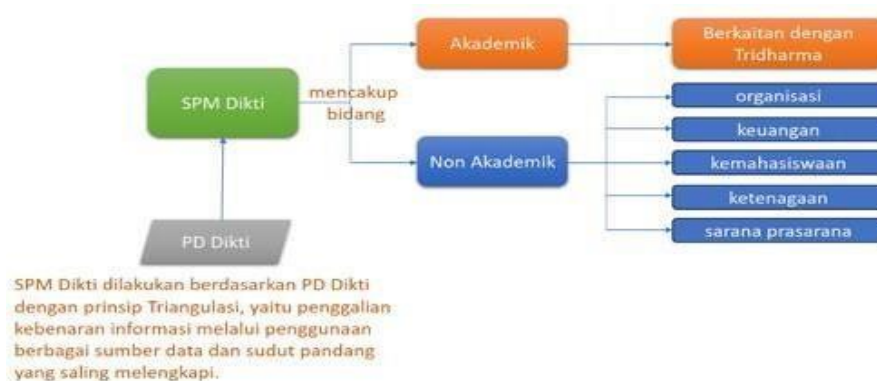 Akademik
Berkaitan dengan
Tridharma
SPM Dikti
mencakup
bidang
organisasi
keuangan
Non Akademik
kemahasiswaan
ketenagaan
sarana prasarana
PD Dikti
SPM Dikti dilakukan berdasarkan PD Dikti
dengan prinsip Triangulasi, yaitu penggalian
kebenaran informasi melalui penggunaan
berbagai sumber data dan sudut pandang
yang saling melengkapi.